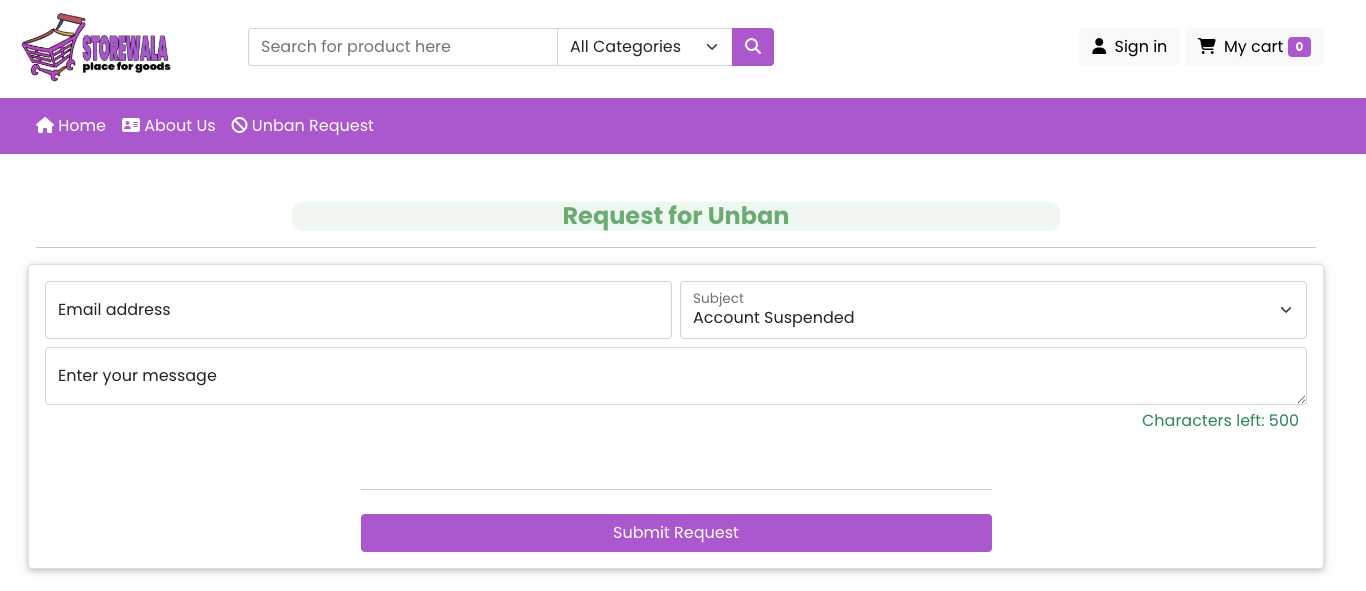 STOREWALA
place for goods
Search for product here
All Categories
Sign in
My cart 0
Home
About Us
Unban Request
Request for Unban
Email address
Subject
Account Suspended
Enter your message
Characters left: 500
Submit Request